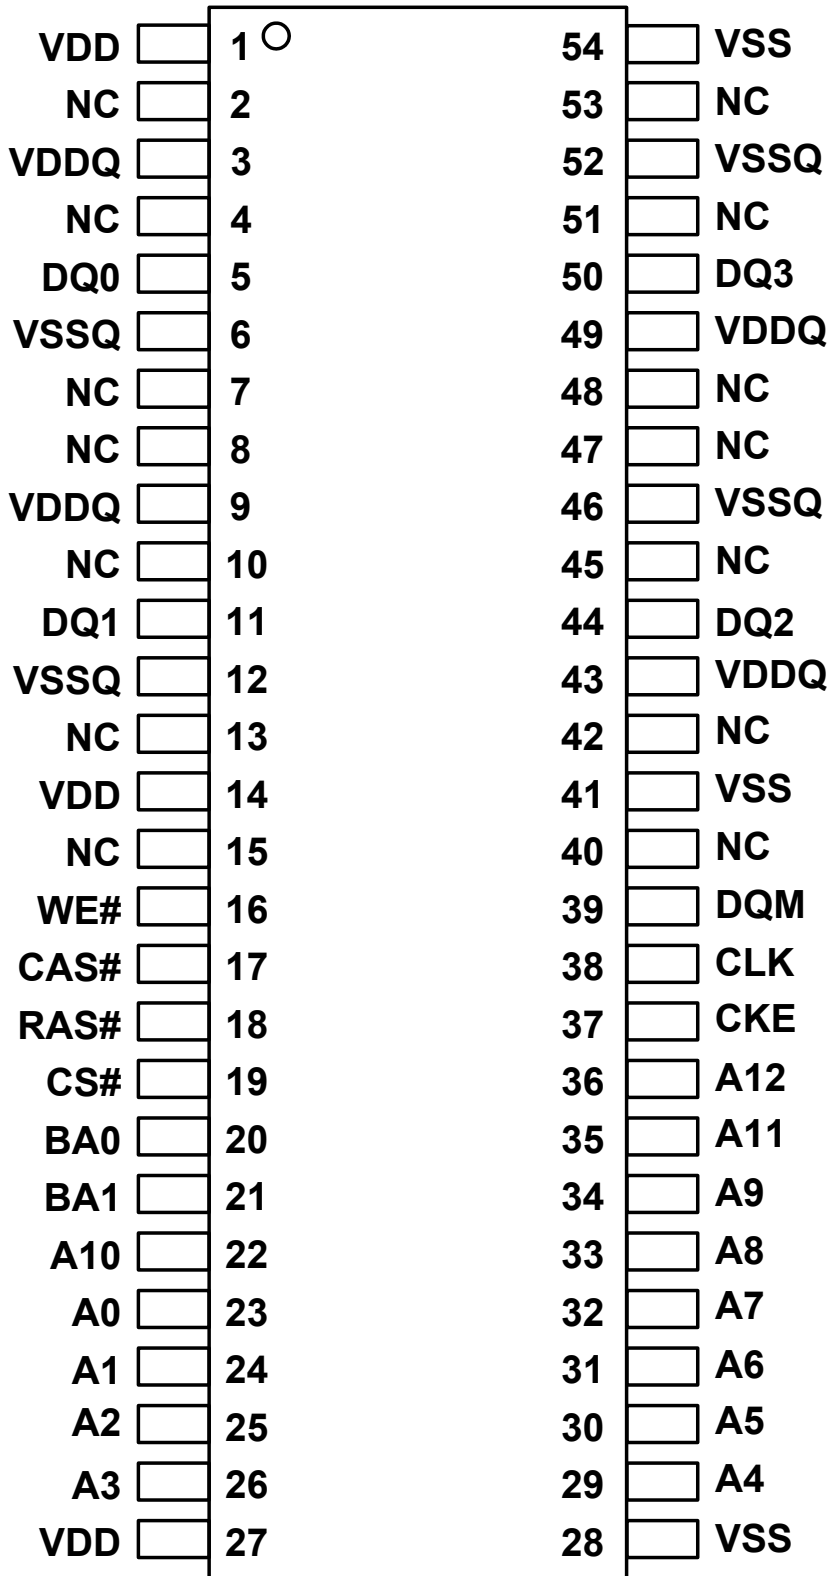 VDD 1 54 VSS
NC 2 53 NC
VDDQ 3 52 VSSQ
NC 4 51 NC
DQ0 5 50 DQ3
VSSQ 6 49 VDDQ
NC 7 48 NC
NC 8 47 NC
VDDQ 9 46 VSSQ
NC 10 45 NC
DQ1 11 44 DQ2
VSSQ 12 43 VDDQ
NC 13 42 NC
VDD 14 41 VSS
NC 15 40 NC
WE# 16 39 DQM
CAS# 17 38 CLK
RAS# 18 37 CKE
CS# 19 36 A12
BA0 20 35 A11
BA1 21 34 A9
A10 22 33 A8
A0 23 32 A7
A1 24 31 A6
A2 25 30 A5
A3 26 29 A4
VDD 27 28 VSS